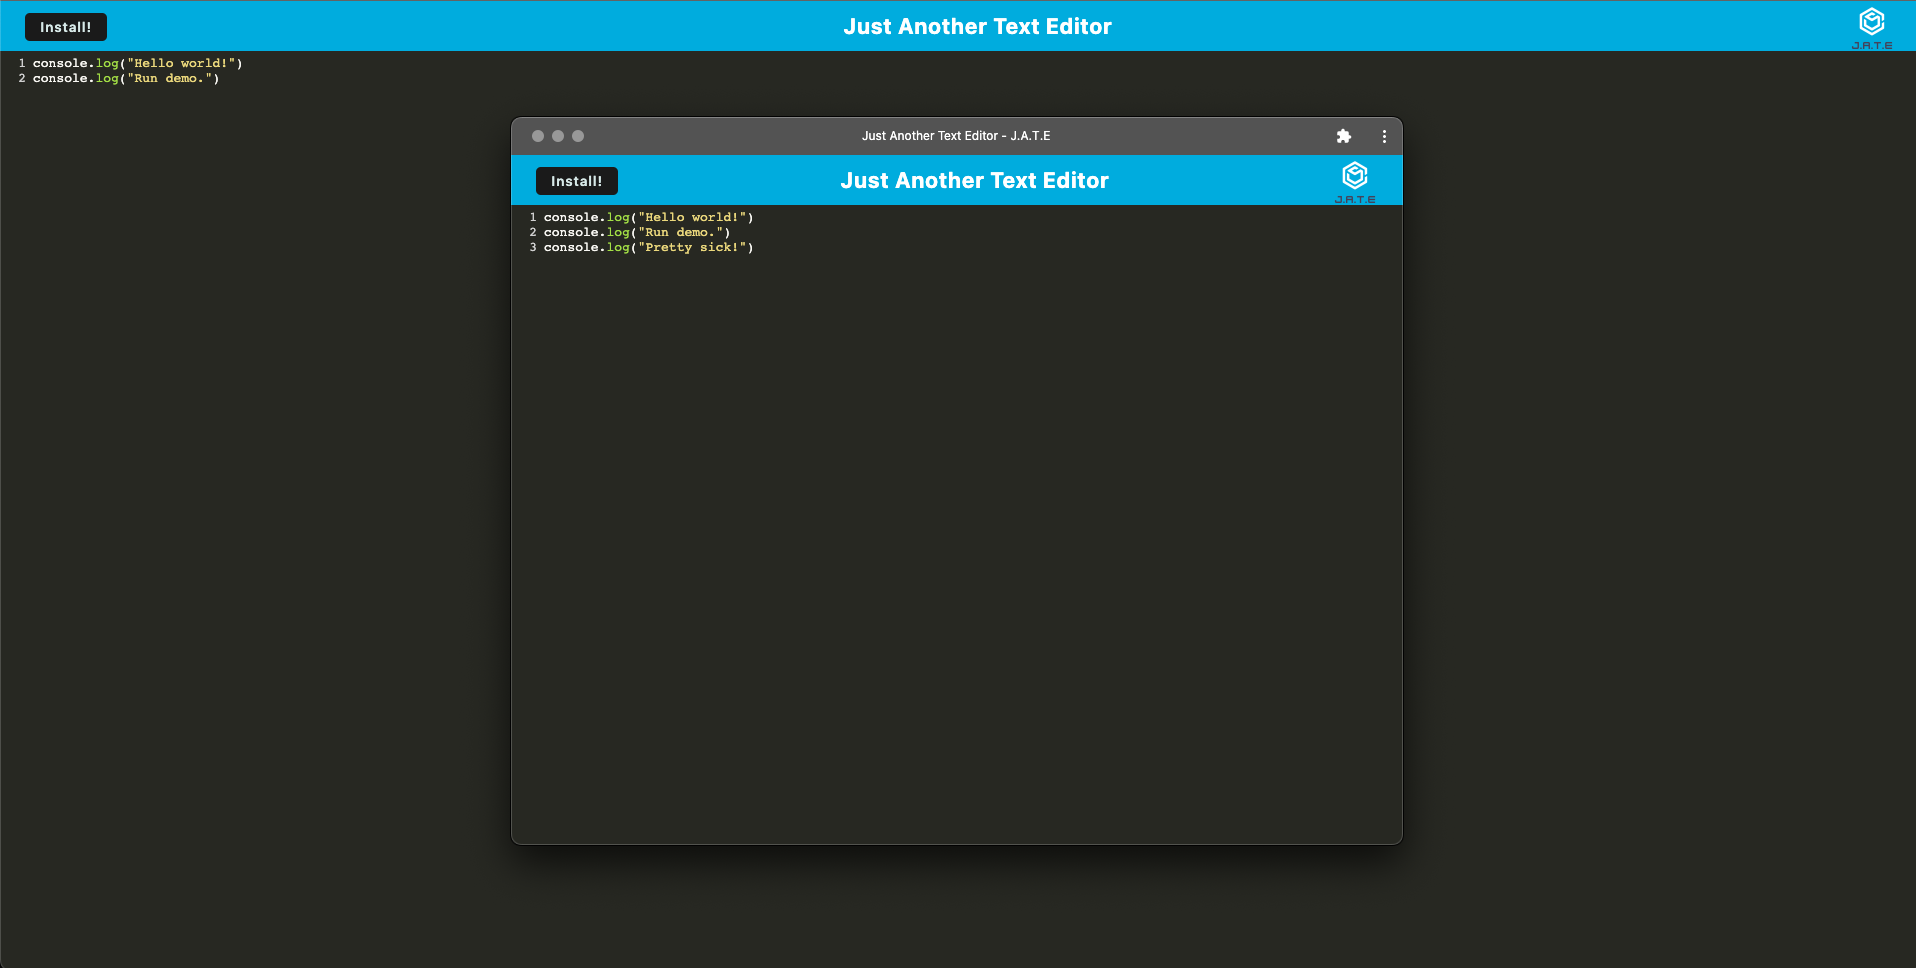 Install!
Just Another Text Editor
J.A.T.E
1 console.log("Hello world!")
2 console.log("Run demo.")
Just Another Text Editor - J.A.T.E
Install!
Just Another Text Editor
J.A.T.E
1 console.log("Hello world!")
2 console.log("Run demo.")
3 console.log("Pretty sick!")